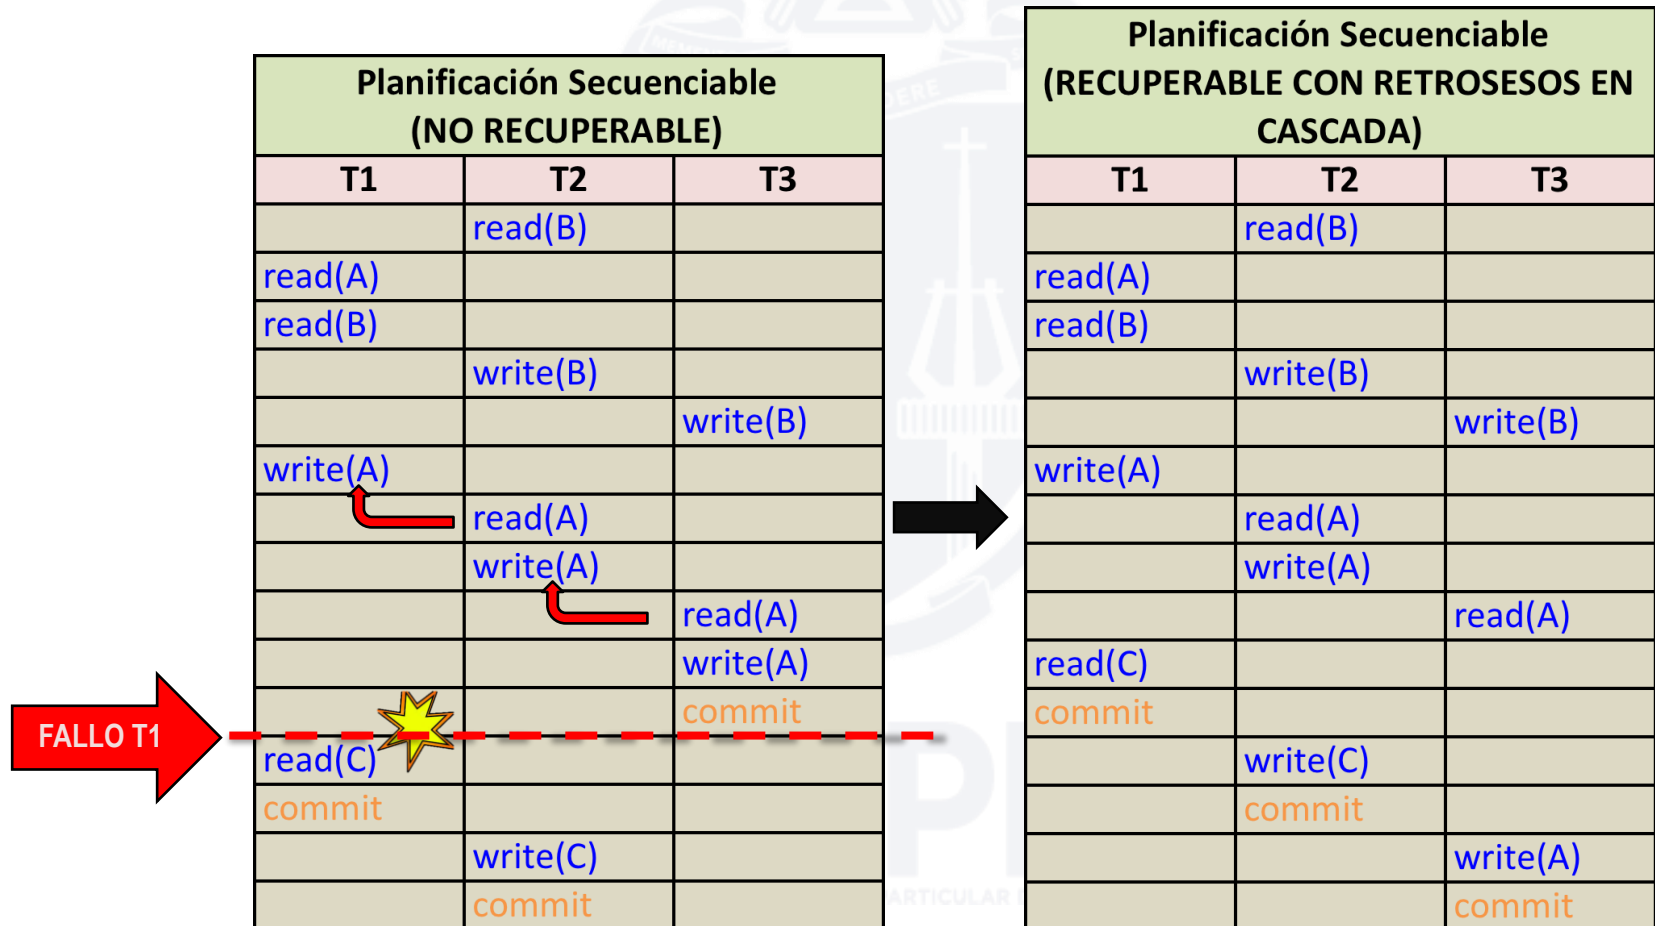 Planificación Secuenciable
(NO RECUPERABLE)
T1 T2 T3
read(B)
read(A)
read(B)
write(B)
write(B)
write(A)
read(A)
write(A)
read(A)
write(A)
commit
FALLO T1
read(C)
commit
write(C)
commit
Planificación Secuenciable
(RECUPERABLE CON RETROSESOS EN
CASCADA)
T1 T2 T3
read(B)
read(A)
read(B)
write(B)
write(B)
write(A)
read(A)
write(A)
read(A)
read(C)
commit
write(C)
commit
write(A)
commit